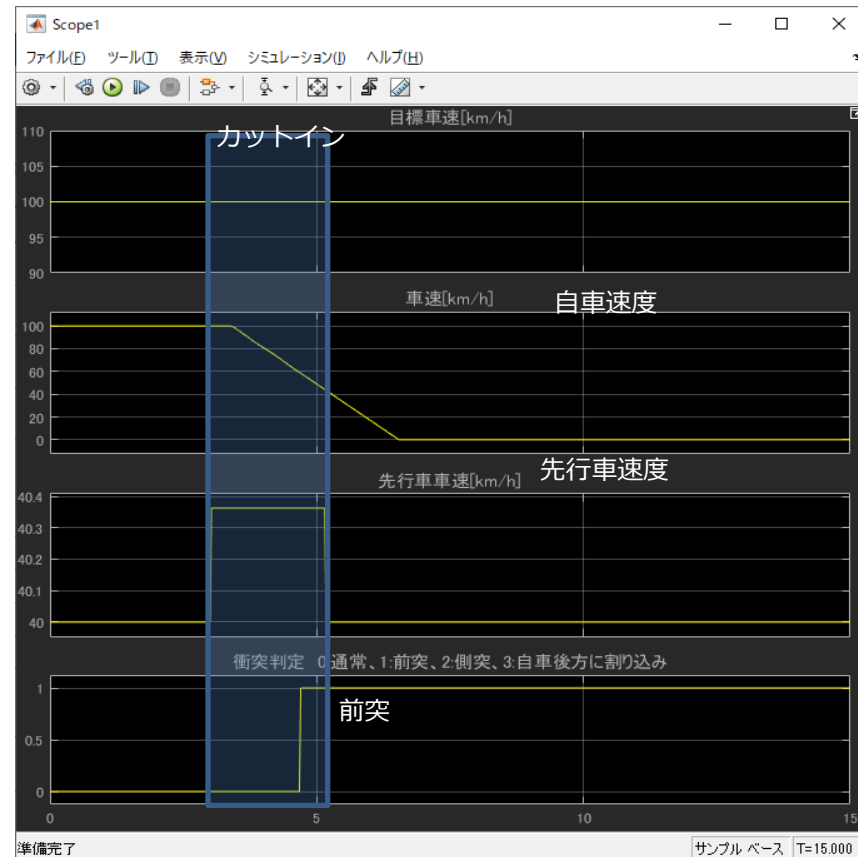 Scope1
ファイル(F) ツール(T) 表示(V) シミュレーション(I) ヘルプ(H)
目標車速[km/h]
カットイン
110
105
100
95
90
車速[km/h]
自車速度
100
80
60
40
20
0
先行車車速[km/h]
先行車速度
40.4
40.3
40.2
40.1
40
衝突判定 0:通常、1:前突、2:側突、3:自車後方に割り込み
前突
1
0.5
0
0 5 10 15
準備完了 サンプル ベース T=15.000